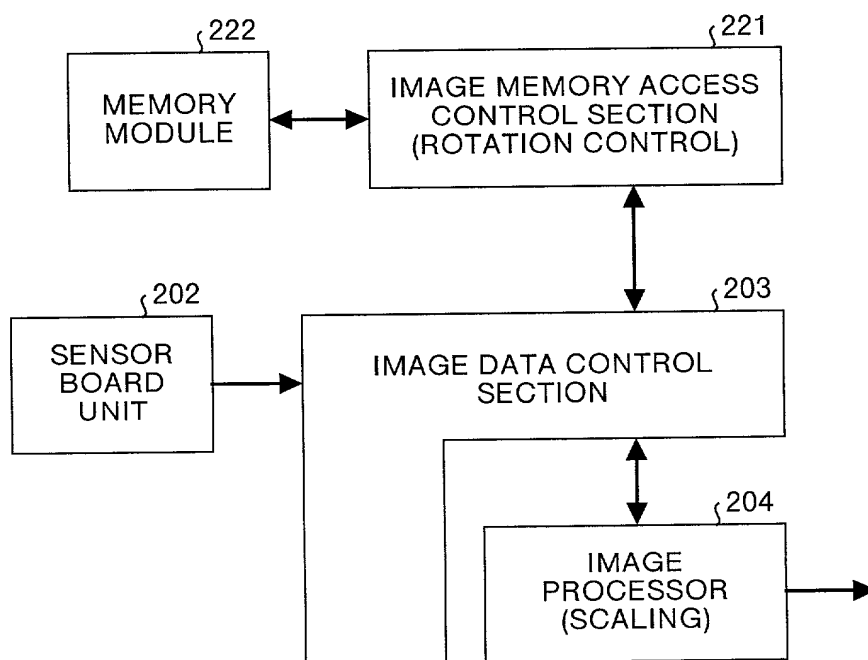 222
MEMORY
MODULE
221
IMAGE MEMORY ACCESS
CONTROL SECTION
(ROTATION CONTROL)
202
SENSOR
BOARD
UNIT
203
IMAGE DATA CONTROL
SECTION
204
IMAGE
PROCESSOR
(SCALING)